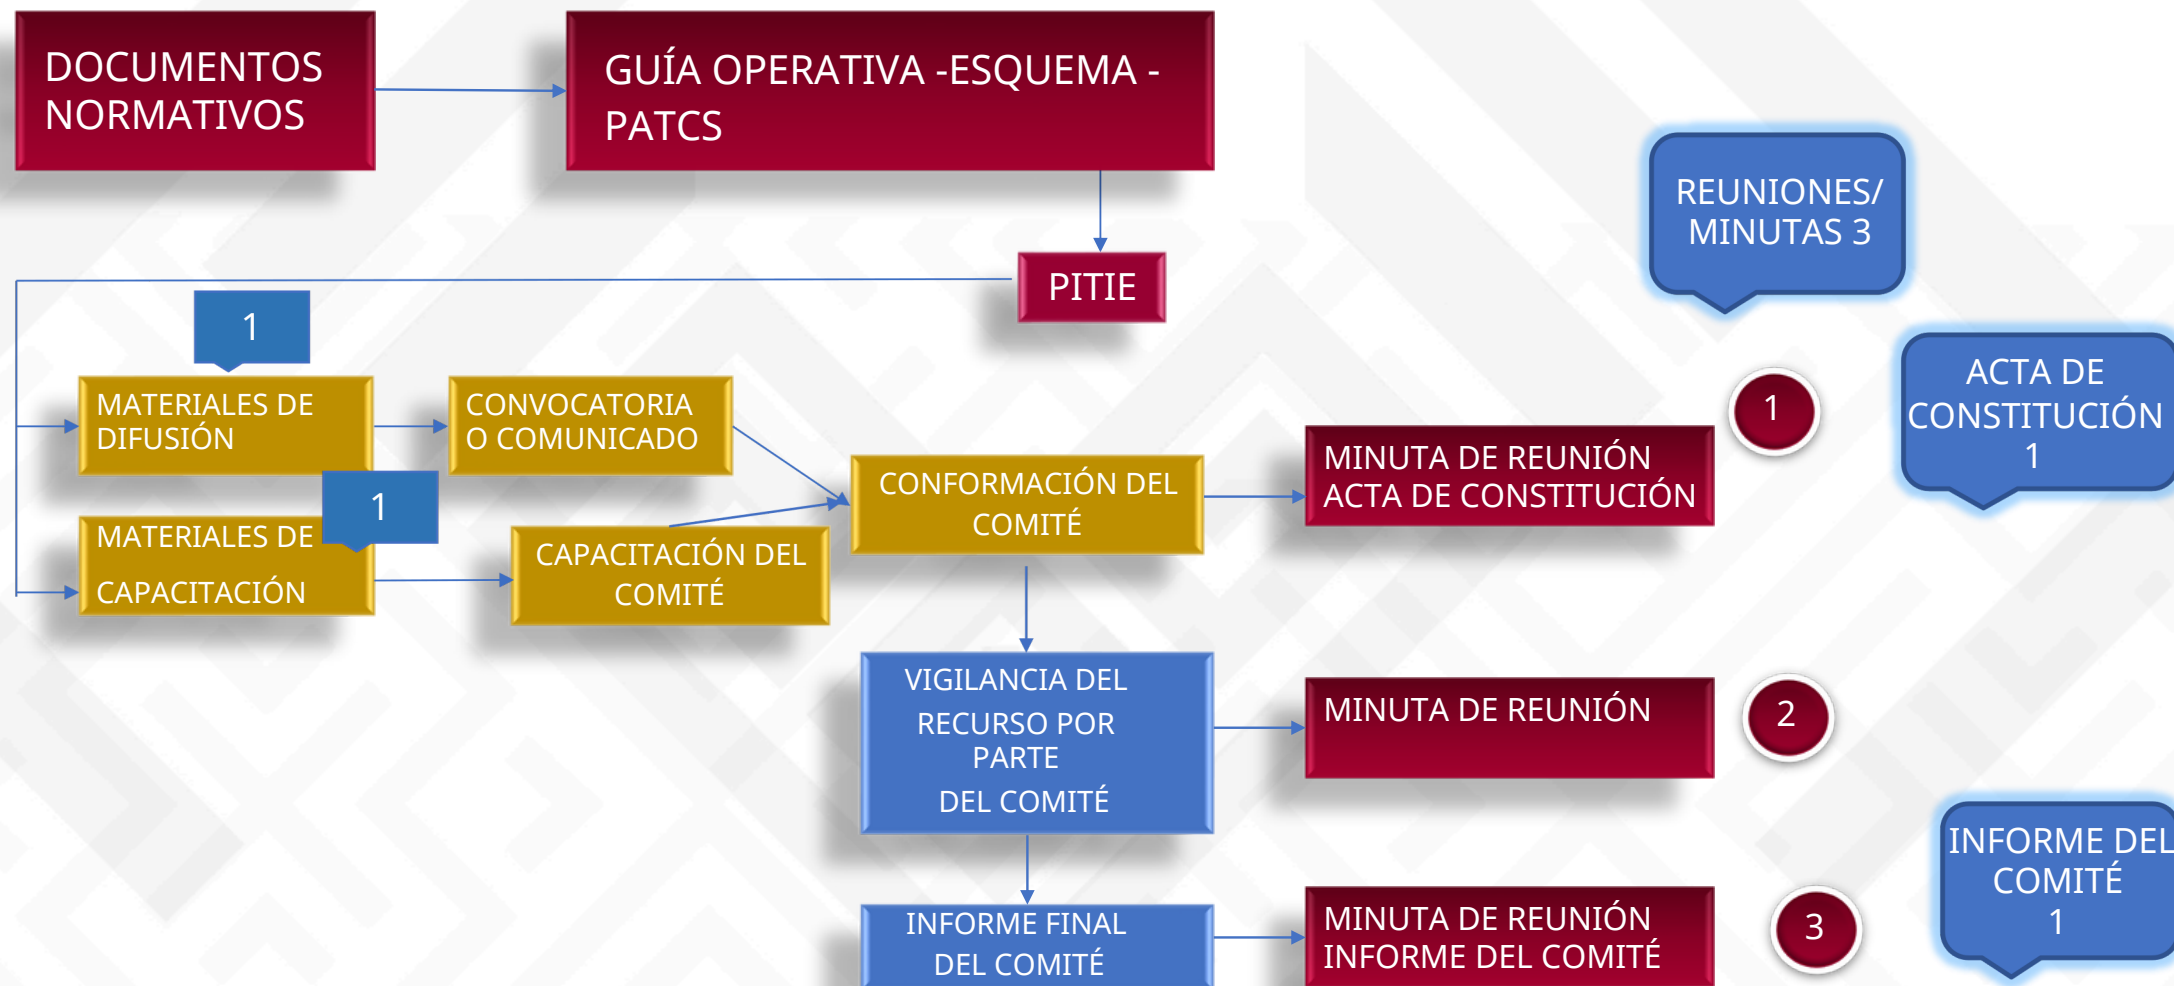 DOCUMENTOS
NORMATIVOS
GUÍA OPERATIVA -ESQUEMA -
PATCS
REUNIONES/
MINUTAS 3
PITIE
1
ACTA DE
CONSTITUCIÓN
1
MATERIALES DE
DIFUSIÓN
CONVOCATORIA
O COMUNICADO
1
MINUTA DE REUNIÓN
ACTA DE CONSTITUCIÓN
CONFORMACIÓN DEL
COMITÉ
1
MATERIALES DE
CAPACITACIÓN
CAPACITACIÓN DEL
COMITÉ
VIGILANCIA DEL
RECURSO POR
PARTE
DEL COMITÉ
MINUTA DE REUNIÓN
2
INFORME DEL
COMITÉ
1
INFORME FINAL
DEL COMITÉ
MINUTA DE REUNIÓN
INFORME DEL COMITÉ
3